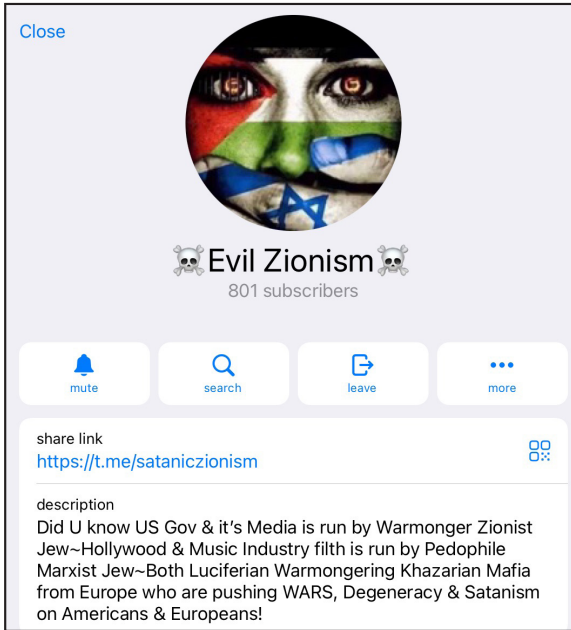 Close
☠️Evil Zionism☠️
801 subscribers
mute
search
leave
more
share link
https://t.me/sataniczionism
description
Did U know US Gov & it's Media is run by Warmonger Zionist
Jew~Hollywood & Music Industry filth is run by Pedophile
Marxist Jew~Both Luciferian Warmongering Khazarian Mafia
from Europe who are pushing WARS, Degeneracy & Satanism
on Americans & Europeans!